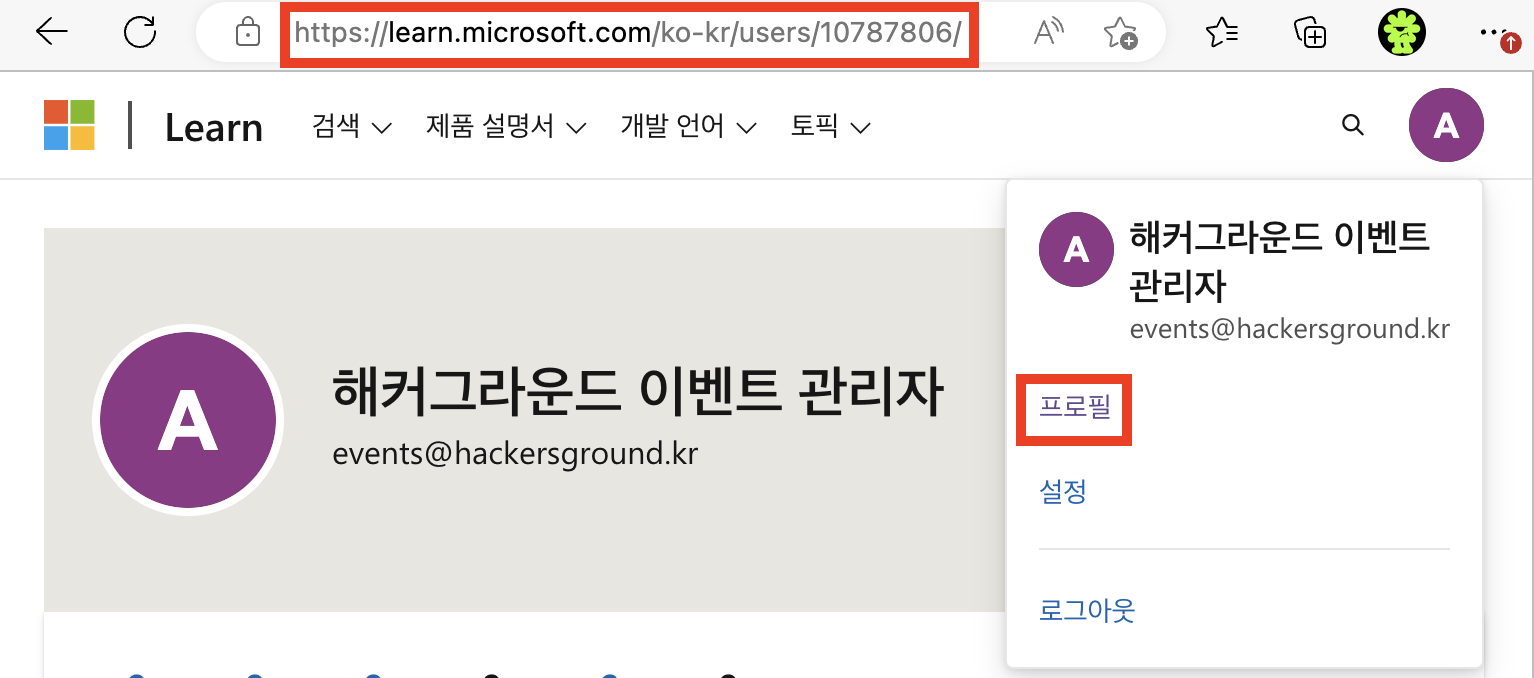 https://learn.microsoft.com/ko-kr/users/10787806/
Learn 검색 제품 설명서 개발 언어 토픽
A
A
해커그라운드 이벤트
관리자
events@hackersground.kr
A
해커그라운드 이벤트 관리자
events@hackersground.kr
프로필
설정
로그아웃